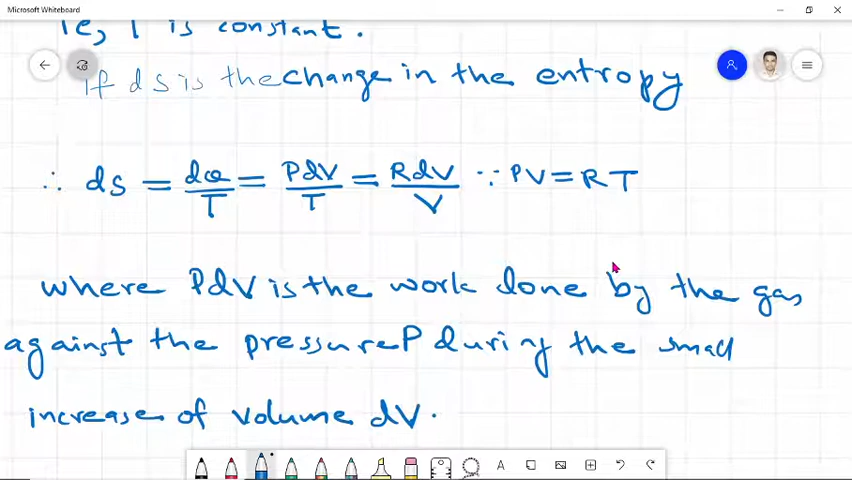 Microsoft Whiteboard
ie, T is constant.
If ds is the change in the entropy
∴ ds = dQ/T = PdV/T = RdV/V ∵ PV = RT
where PdV is the work done by the gas
against the pressure P during the small
increase of volume dV.